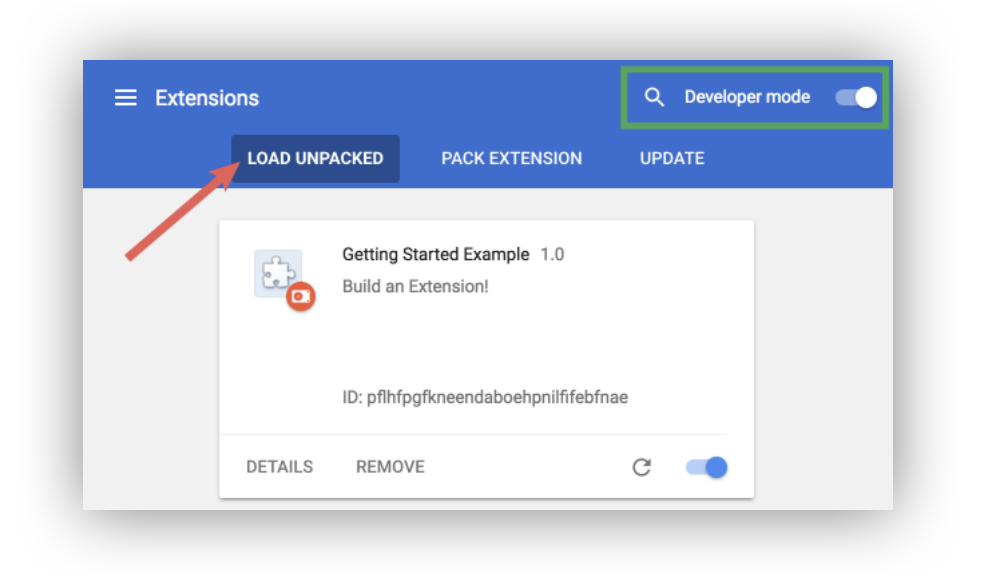 Extensions
Developer mode
LOAD UNPACKED PACK EXTENSION UPDATE
Getting Started Example 1.0
Build an Extension!
ID: pflhfpgfkneendaboehpnilfifebfnae
DETAILS REMOVE